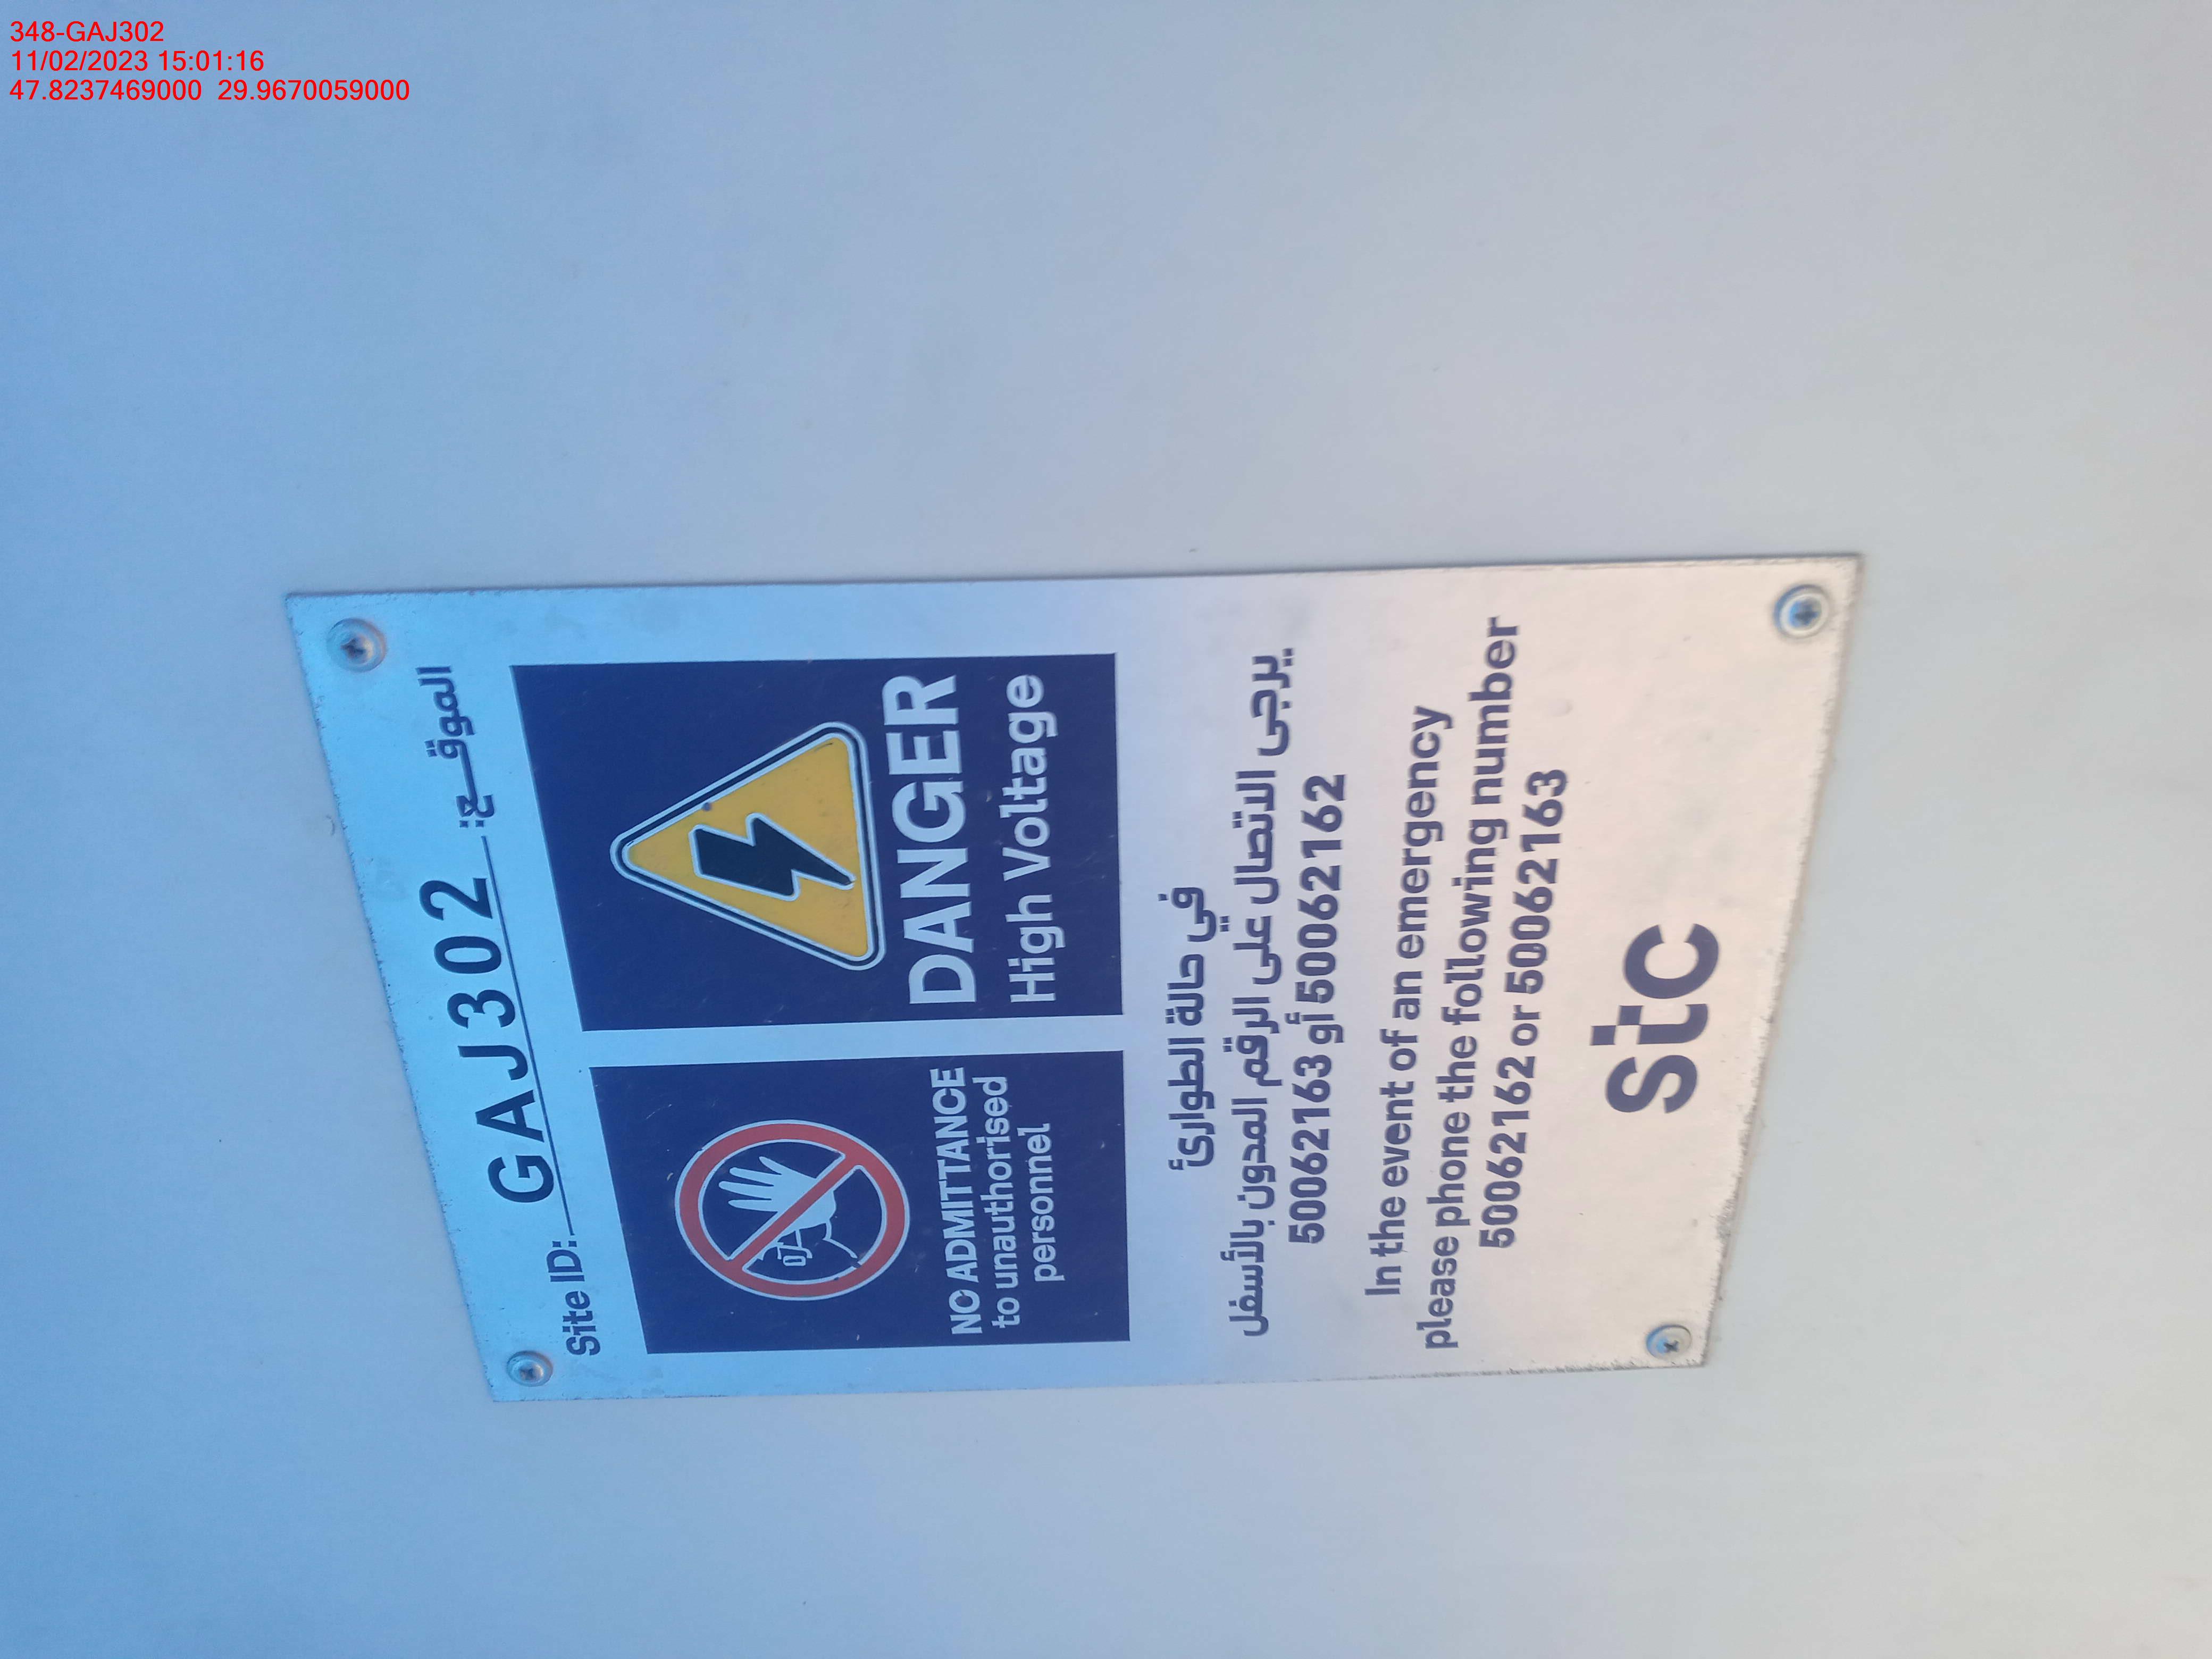 348-GAJ302
11/02/2023 15:01:16
47.8237469000 29.9670059000
Site ID: GAJ302 الموقـــع:
NO ADMITTANCE
to unauthorised
personnel
DANGER
High Voltage
في حالة الطوارئ
يرجى الاتصال على الرقم المدون بالأسفل
50062162 أو 50062163
In the event of an emergency
please phone the following number
50062162 or 50062163
stc